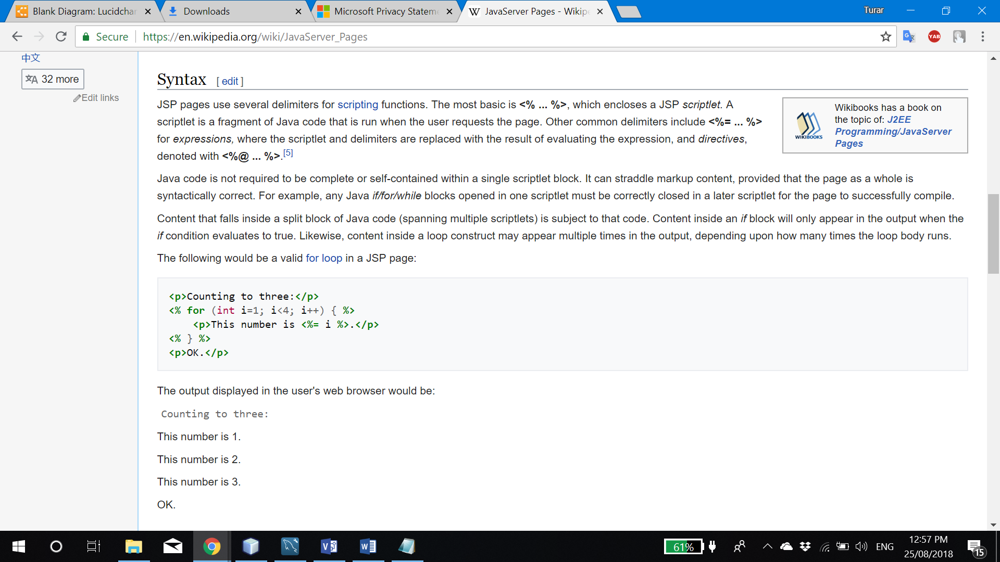 Blank Diagram: Lucidchar
Downloads
Microsoft Privacy Stateme
W JavaServer Pages - Wikipe
Turar
Secure
https://en.wikipedia.org/wiki/JavaServer_Pages
YAB
中文
文A 32 more
Edit links
Syntax [ edit ]
JSP pages use several delimiters for scripting functions. The most basic is <% ... %>, which encloses a JSP scriptlet. A
scriptlet is a fragment of Java code that is run when the user requests the page. Other common delimiters include <%= ... %>
for expressions, where the scriptlet and delimiters are replaced with the result of evaluating the expression, and directives,
denoted with <%@ ... %>.[5]
Wikibooks has a book on
the topic of: J2EE
Programming/JavaServer
Pages
WIKIBOOKS
Java code is not required to be complete or self-contained within a single scriptlet block. It can straddle markup content, provided that the page as a whole is
syntactically correct. For example, any Java if/for/while blocks opened in one scriptlet must be correctly closed in a later scriptlet for the page to successfully compile.
Content that falls inside a split block of Java code (spanning multiple scriptlets) is subject to that code. Content inside an if block will only appear in the output when the
if condition evaluates to true. Likewise, content inside a loop construct may appear multiple times in the output, depending upon how many times the loop body runs.
The following would be a valid for loop in a JSP page:
<p>Counting to three:</p>
<% for (int i=1; i<4; i++) { %>
    <p>This number is <%= i %>.</p>
<% } %>
<p>OK.</p>
The output displayed in the user's web browser would be:
Counting to three:
This number is 1.
This number is 2.
This number is 3.
OK.
61%
ENG
12:57 PM
25/08/2018
15